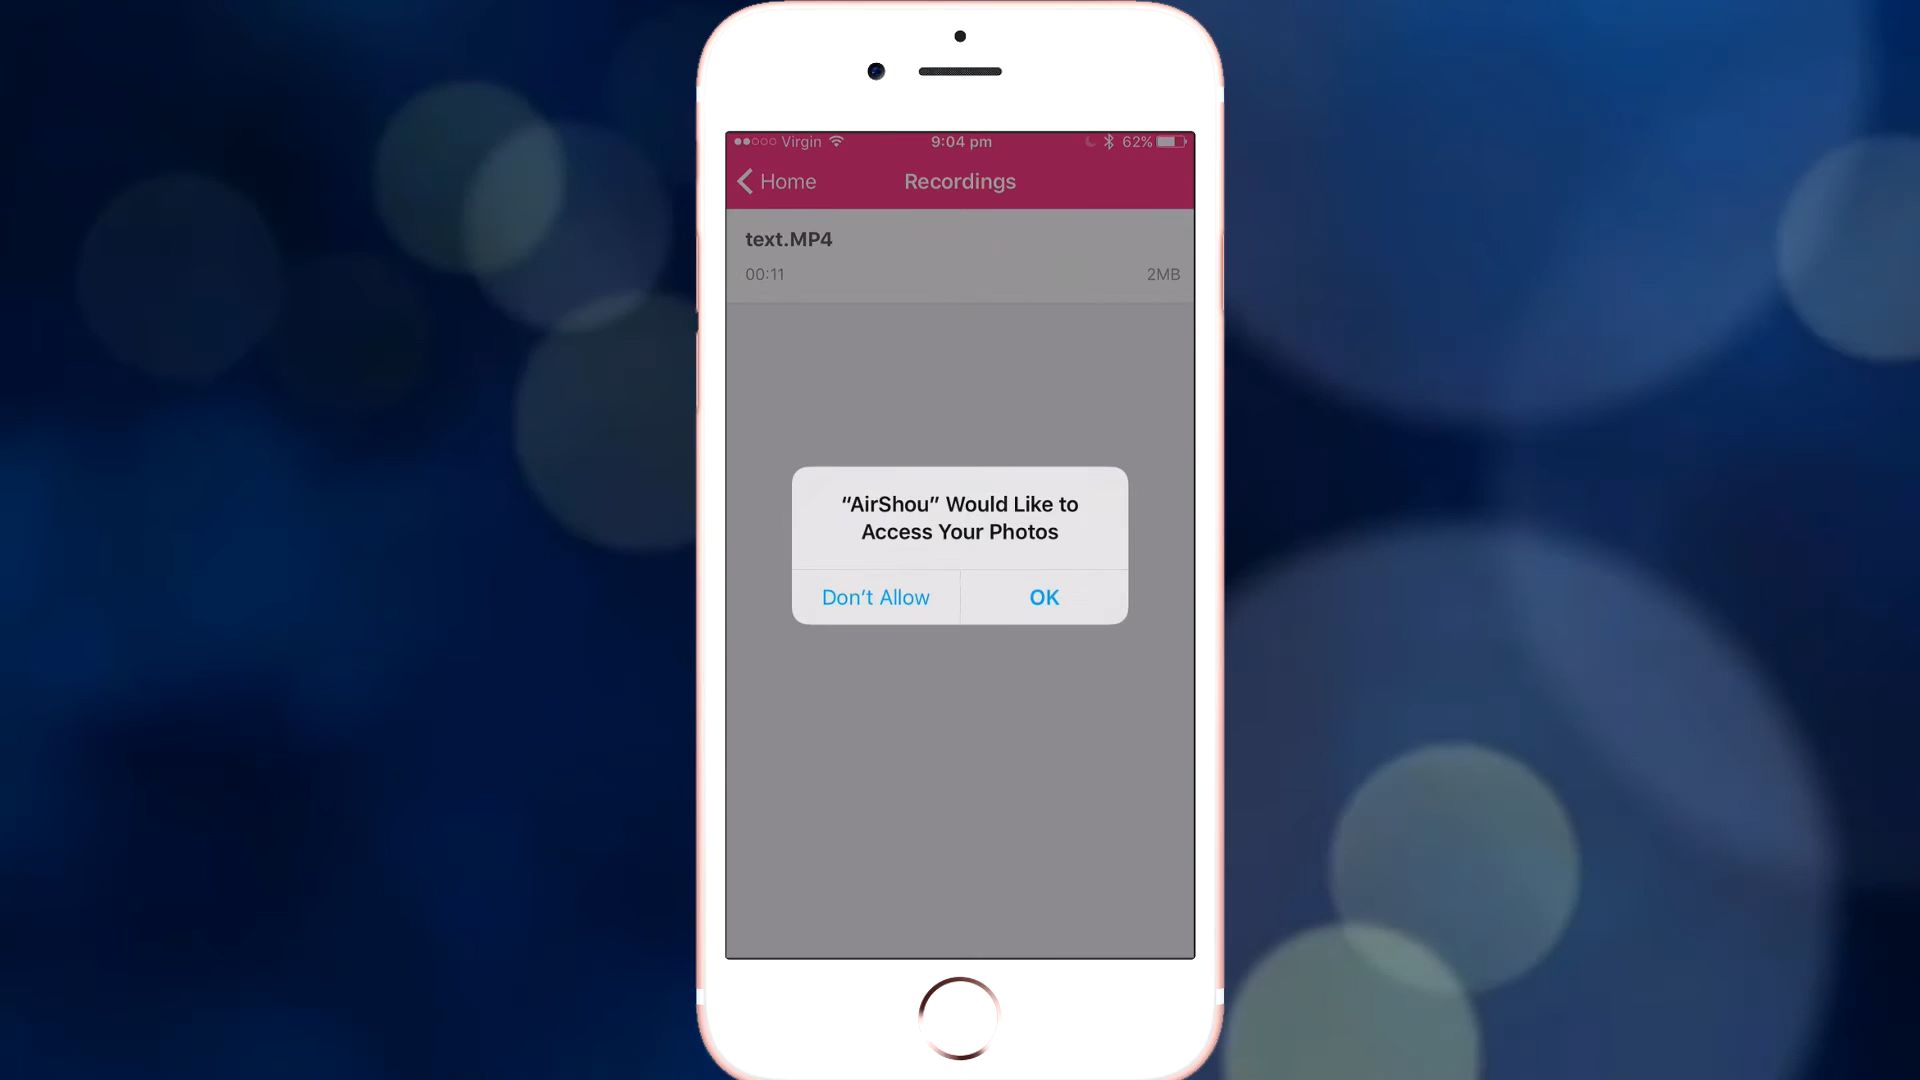 Virgin 9:04 pm 62%
Home Recordings
text.MP4
00:11 2MB
“AirShou” Would Like to
Access Your Photos
Don’t Allow OK